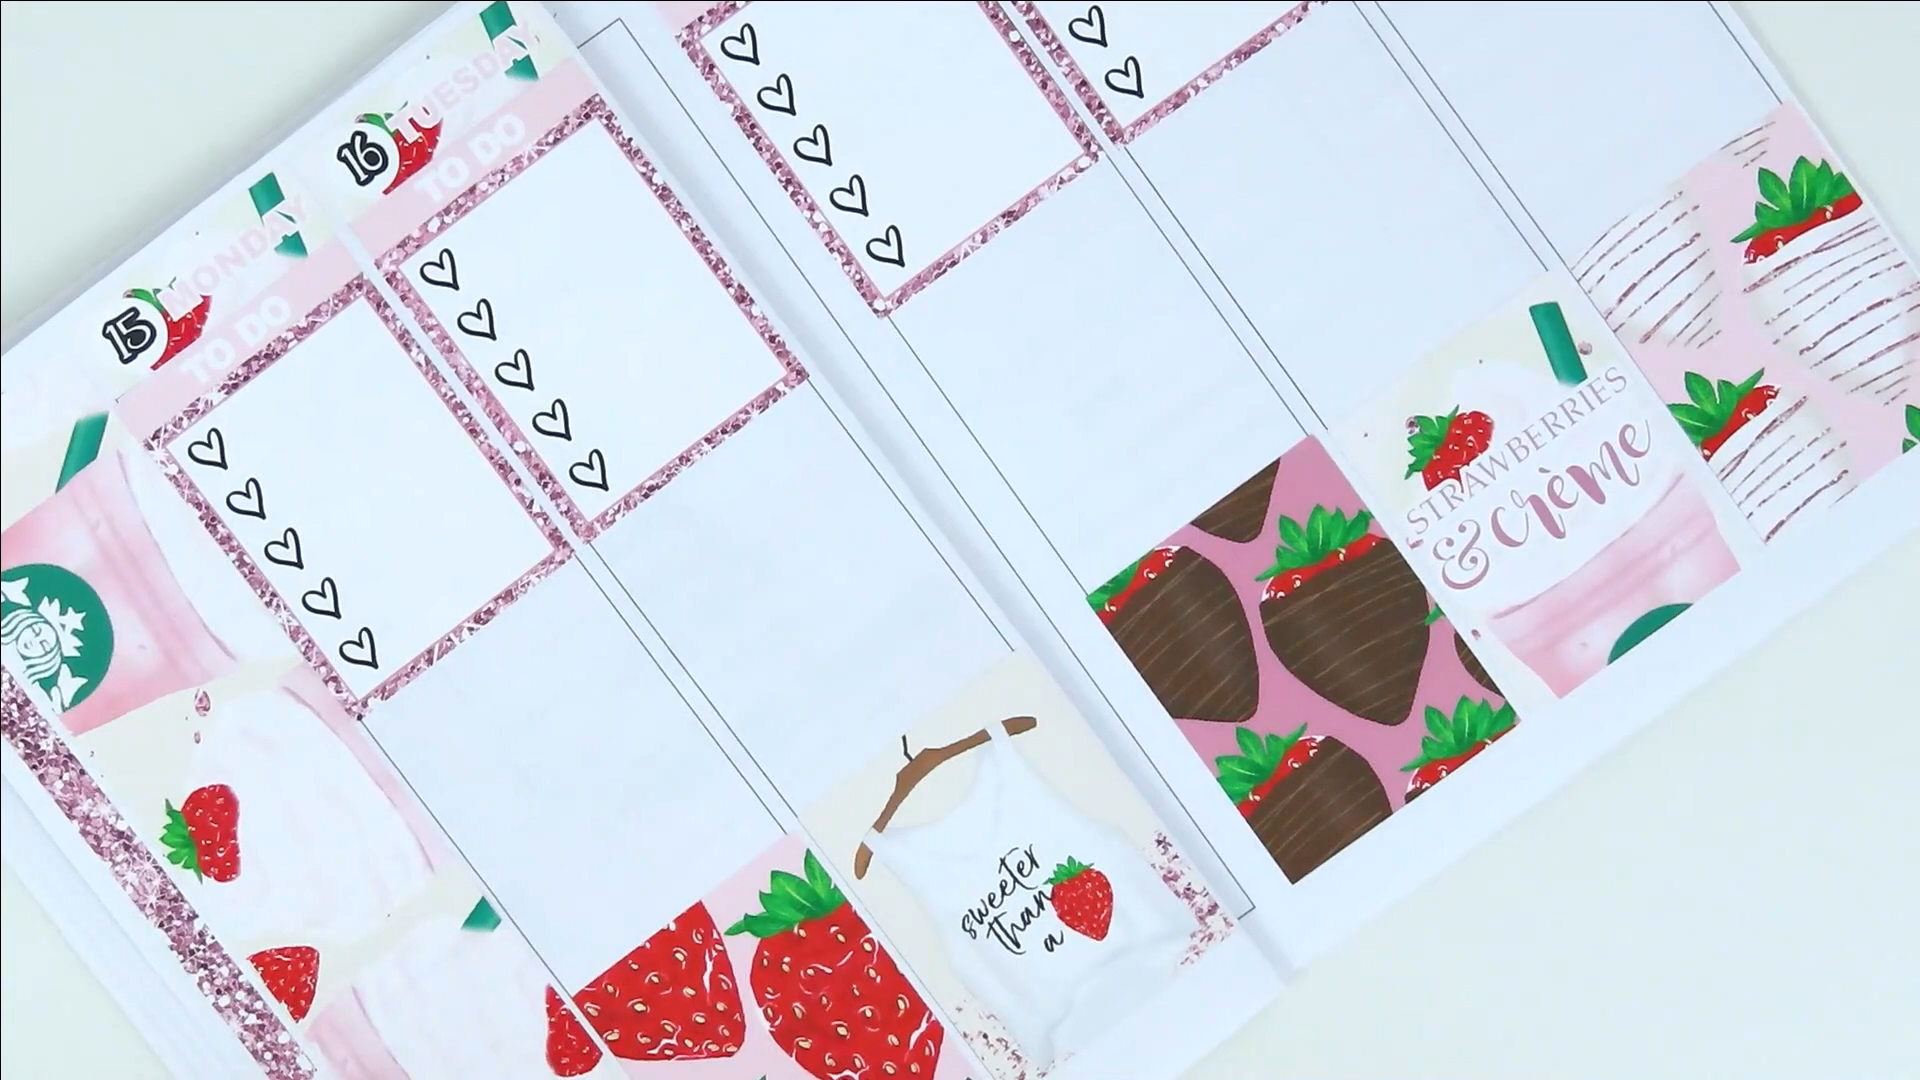 15 MONDAY
TO DO
16 TUESDAY
TO DO
sweeter
than
a
STRAWBERRIES
& crème